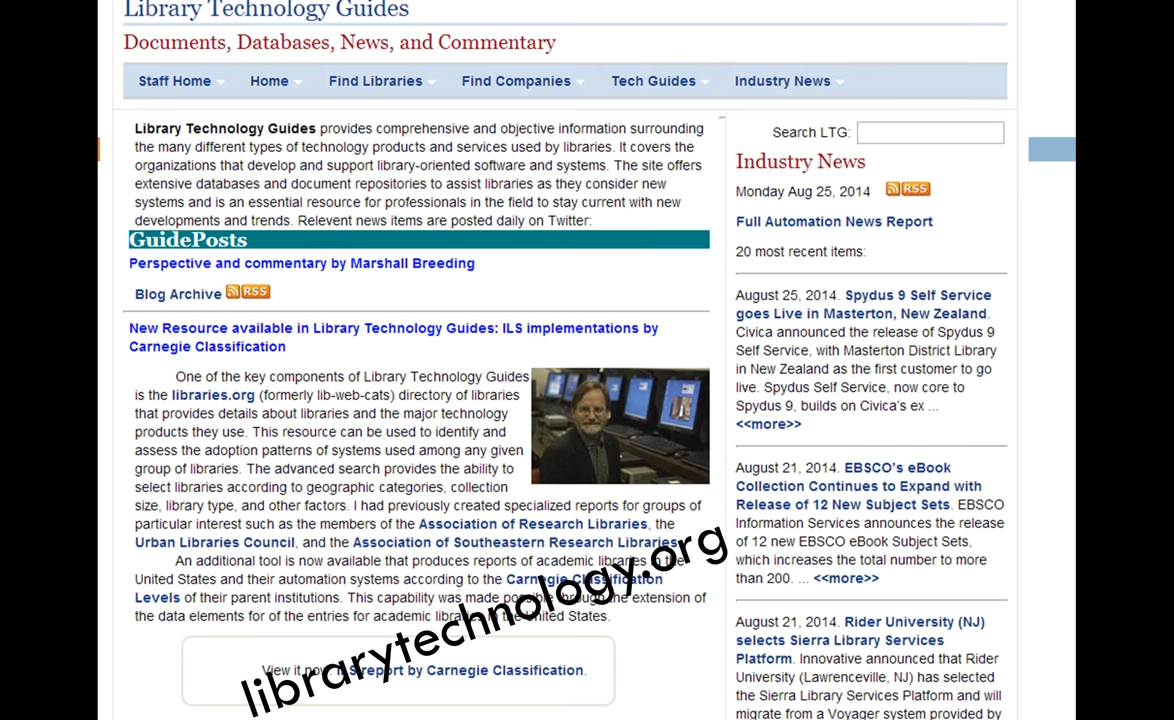 Library Technology Guides
Documents, Databases, News, and Commentary
Staff Home Home Find Libraries Find Companies Tech Guides Industry News
Library Technology Guides provides comprehensive and objective information surrounding
the many different types of technology products and services used by libraries. It covers the
organizations that develop and support library-oriented software and systems. The site offers
extensive databases and document repositories to assist libraries as they consider new
systems and is an essential resource for professionals in the field to stay current with new
developments and trends. Relevent news items are posted daily on Twitter:
GuidePosts
Perspective and commentary by Marshall Breeding
Blog Archive RSS
New Resource available in Library Technology Guides: ILS implementations by
Carnegie Classification
One of the key components of Library Technology Guides
is the libraries.org (formerly lib-web-cats) directory of libraries
that provides details about libraries and the major technology
products they use. This resource can be used to identify and
assess the adoption patterns of systems used among any given
group of libraries. The advanced search provides the ability to
select libraries according to geographic categories, collection
size, library type, and other factors. I had previously created specialized reports for groups of
particular interest such as the members of the Association of Research Libraries, the
Urban Libraries Council, and the Association of Southeastern Research Libraries.
An additional tool is now available that produces reports of academic libraries in the
United States and their automation systems according to the Carnegie Classification
Levels of their parent institutions. This capability was made possible through the extension of
the data elements for of the entries for academic libraries in the United States.
View it now: ILS report by Carnegie Classification.
librarytechnology.org
Search LTG:
Industry News
Monday Aug 25, 2014 RSS
Full Automation News Report
20 most recent items:
August 25, 2014. Spydus 9 Self Service
goes Live in Masterton, New Zealand.
Civica announced the release of Spydus 9
Self Service, with Masterton District Library
in New Zealand as the first customer to go
live. Spydus Self Service, now core to
Spydus 9, builds on Civica's ex ...
<<more>>
August 21, 2014. EBSCO's eBook
Collection Continues to Expand with
Release of 12 New Subject Sets. EBSCO
Information Services announces the release
of 12 new EBSCO eBook Subject Sets,
which increases the total number to more
than 200. ... <<more>>
August 21, 2014. Rider University (NJ)
selects Sierra Library Services
Platform. Innovative announced that Rider
University (Lawrenceville, NJ) has selected
the Sierra Library Services Platform and will
migrate from a Voyager system provided by